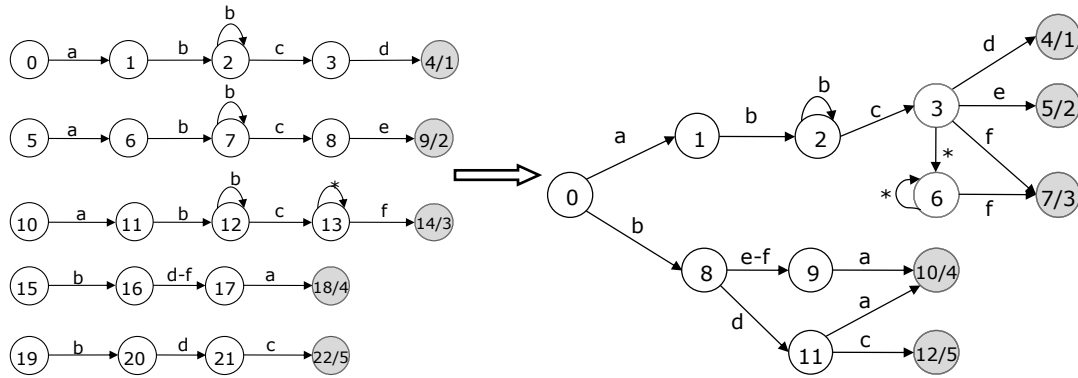 0 a 1 b 2 b c 3 d 4/1
5 a 6 b 7 b c 8 e 9/2
10 a 11 b 12 b c 13 * f 14/3
15 b 16 d-f 17 a 18/4
19 b 20 d 21 c 22/5
0 a 1 b 2 b c 3 d 4/1
e 5/2
* 6 * f 7/3
f
b 8 e-f 9 a 10/4
d 11 a
c 12/5